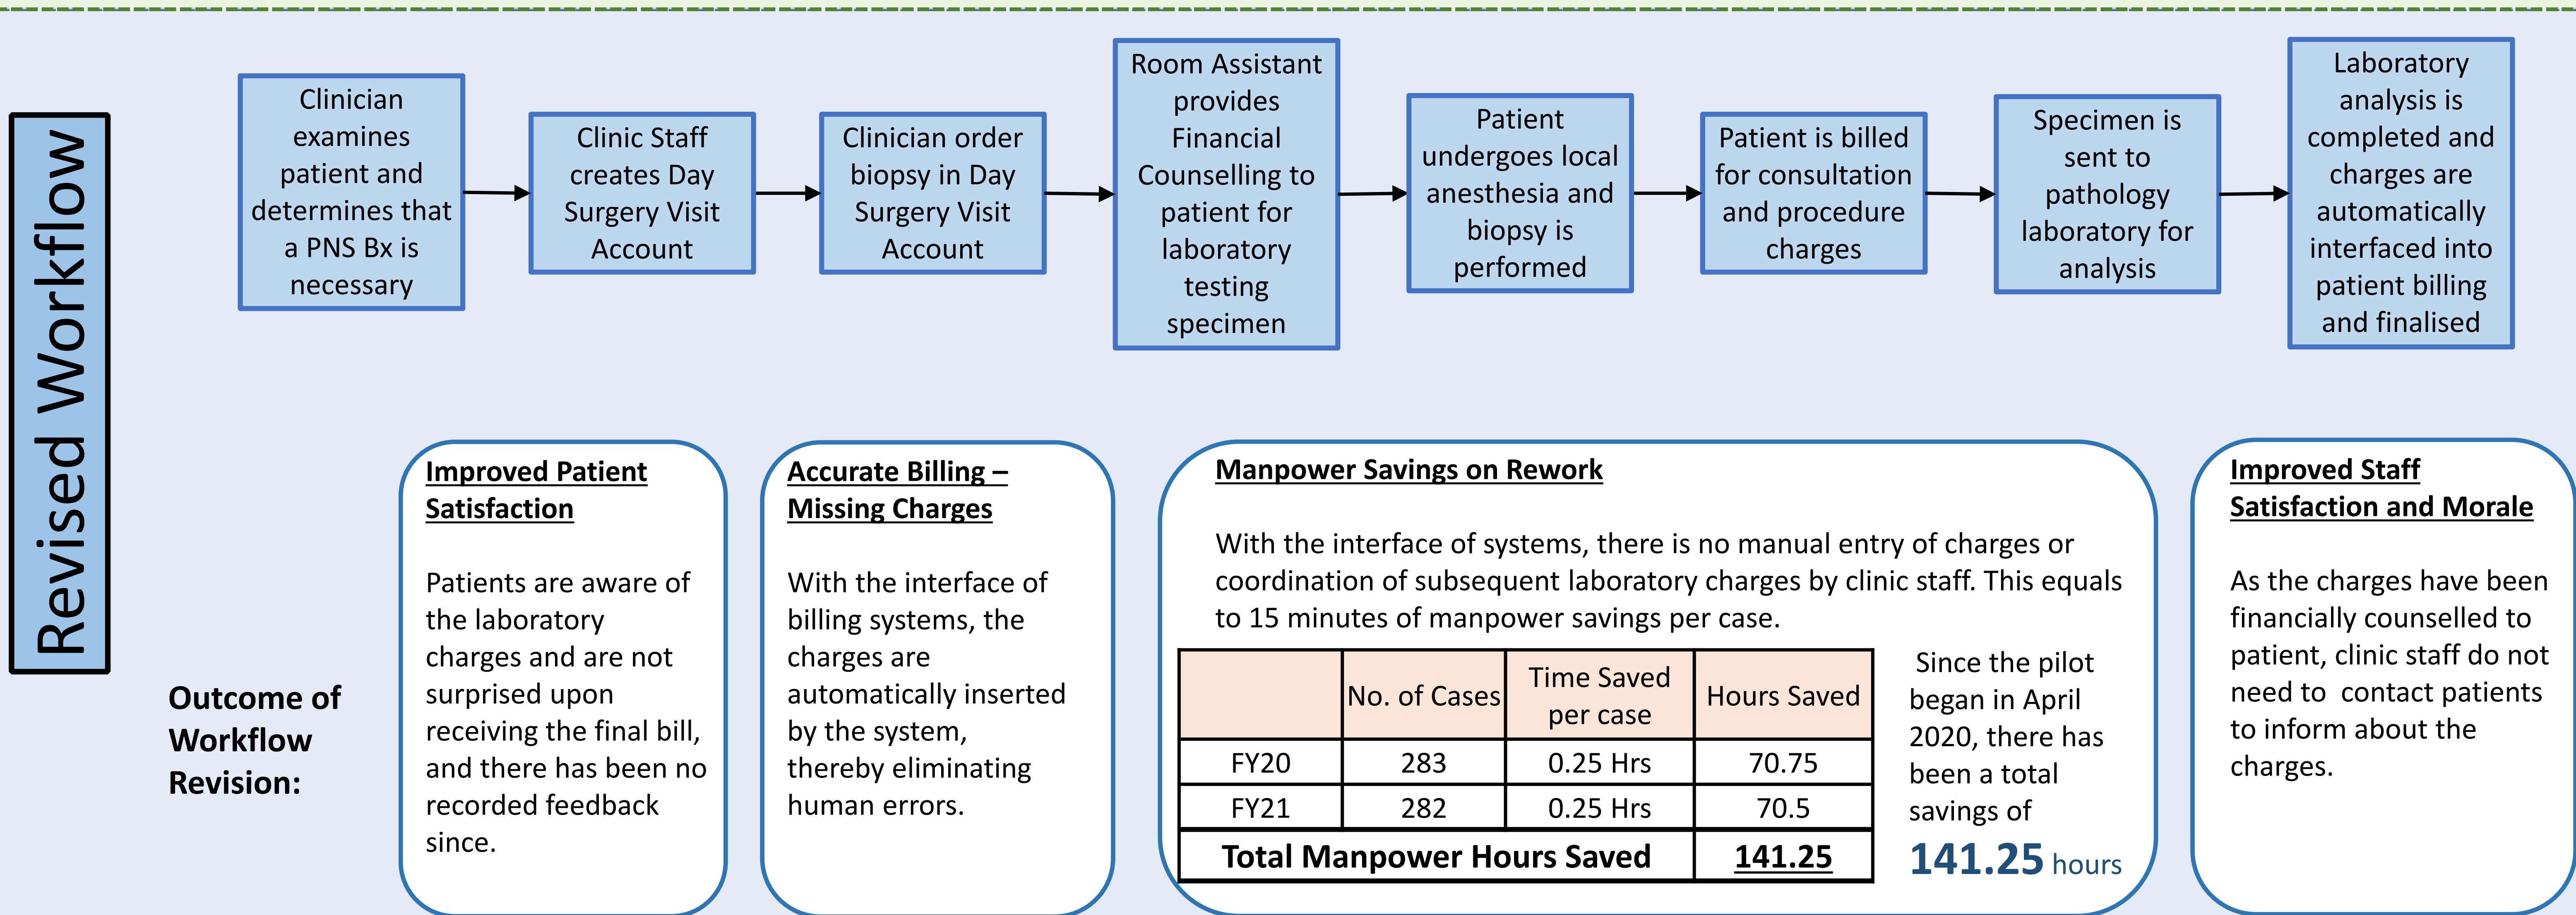 Revised Workflow
Clinician
examines
patient and
determines that
a PNS Bx is
necessary
Clinic Staff
creates Day
Surgery Visit
Account
Clinician order
biopsy in Day
Surgery Visit
Account
Room Assistant
provides
Financial
Counselling to
patient for
laboratory
testing
specimen
Patient
undergoes local
anesthesia and
biopsy is
performed
Patient is billed
for consultation
and procedure
charges
Specimen is
sent to
pathology
laboratory for
analysis
Laboratory
analysis is
completed and
charges are
automatically
interfaced into
patient billing
and finalised
Outcome of
Workflow
Revision:
Improved Patient
Satisfaction
Patients are aware of
the laboratory
charges and are not
surprised upon
receiving the final bill,
and there has been no
recorded feedback
since.
Accurate Billing –
Missing Charges
With the interface of
billing systems, the
charges are
automatically inserted
by the system,
thereby eliminating
human errors.
Manpower Savings on Rework
With the interface of systems, there is no manual entry of charges or
coordination of subsequent laboratory charges by clinic staff. This equals
to 15 minutes of manpower savings per case.
No. of Cases Time Saved per case Hours Saved
FY20 283 0.25 Hrs 70.75
FY21 282 0.25 Hrs 70.5
Total Manpower Hours Saved 141.25
Since the pilot
began in April
2020, there has
been a total
savings of
141.25 hours
Improved Staff
Satisfaction and Morale
As the charges have been
financially counselled to
patient, clinic staff do not
need to contact patients
to inform about the
charges.